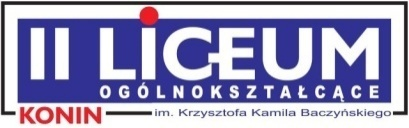 II LiCEUM
OGÓLNOKSZTAŁCĄCE
KONIN im. Krzysztofa Kamila Baczyńskiego